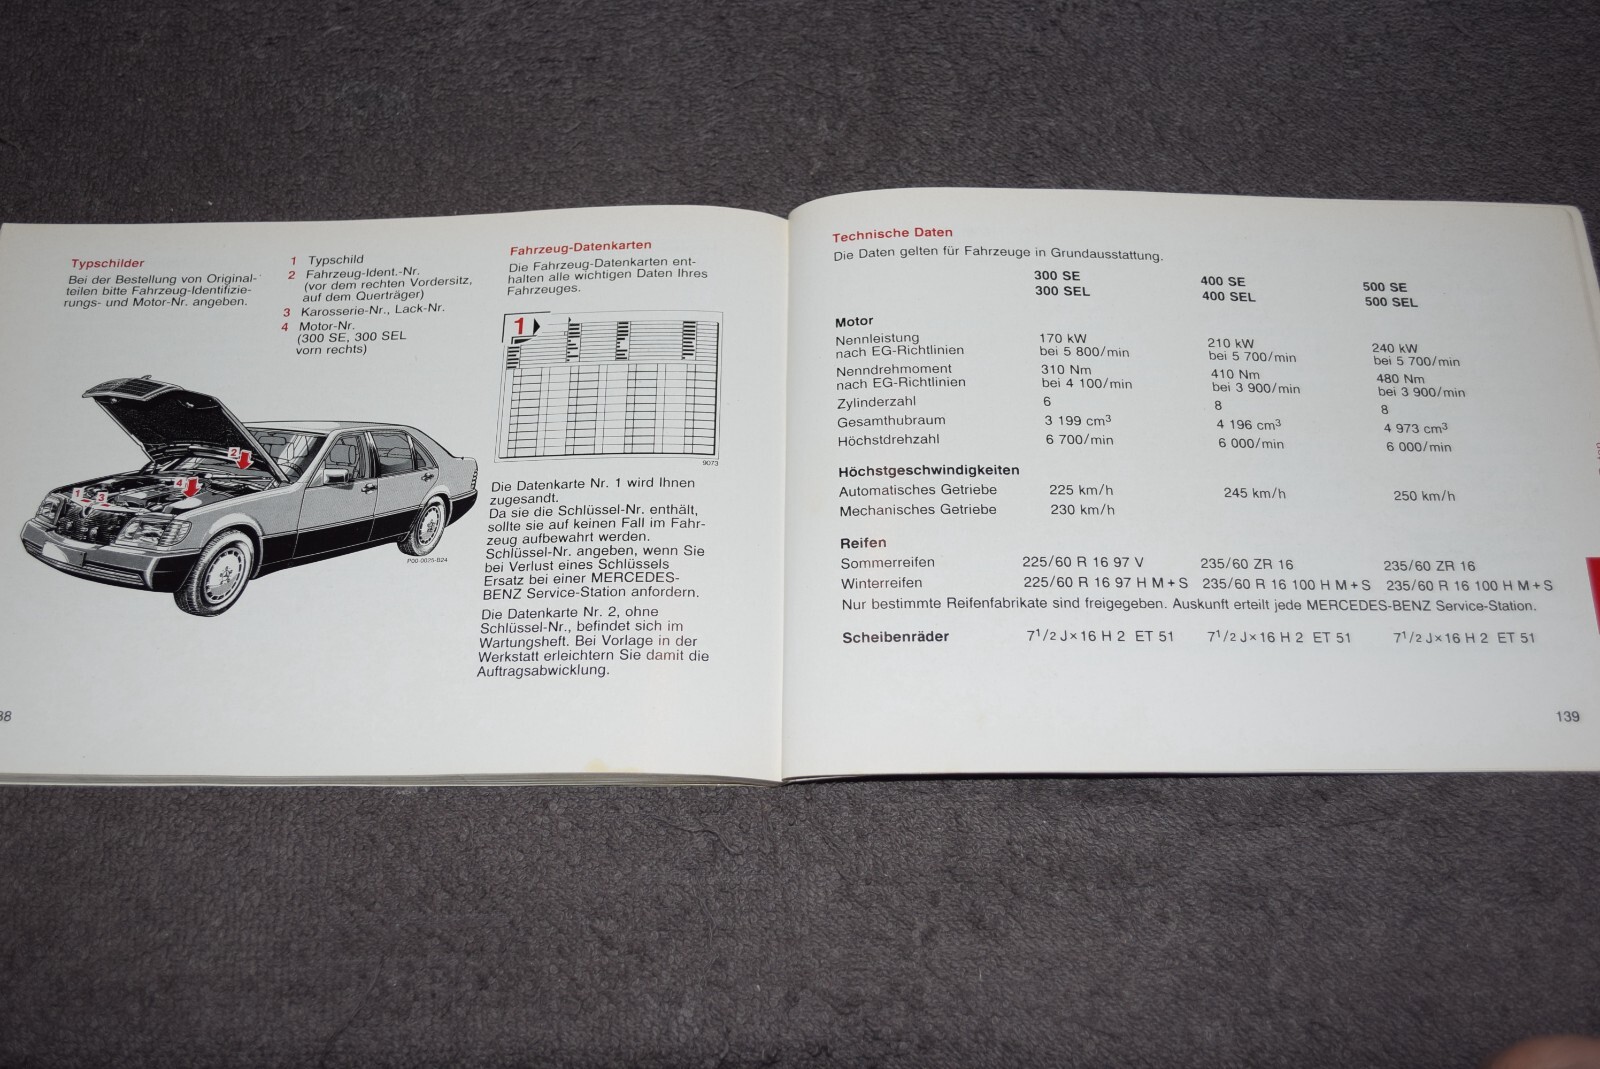 Typschilder
Bei der Bestellung von Original-
teilen bitte Fahrzeug-Identifizie-
rungs- und Motor-Nr. angeben.
1 Typschild
2 Fahrzeug-Ident.-Nr.
(vor dem rechten Vordersitz,
auf dem Querträger)
3 Karosserie-Nr., Lack-Nr.
4 Motor-Nr.
(300 SE, 300 SEL
vorn rechts)
1
3
2
4
P00-0025-B24
Fahrzeug-Datenkarten
Die Fahrzeug-Datenkarten ent-
halten alle wichtigen Daten Ihres
Fahrzeuges.
1
9073
Die Datenkarte Nr. 1 wird Ihnen
zugesandt.
Da sie die Schlüssel-Nr. enthält,
sollte sie auf keinen Fall im Fahr-
zeug aufbewahrt werden.
Schlüssel-Nr. angeben, wenn Sie
bei Verlust eines Schlüssels
Ersatz bei einer MERCEDES-
BENZ Service-Station anfordern.
Die Datenkarte Nr. 2, ohne
Schlüssel-Nr., befindet sich im
Wartungsheft. Bei Vorlage in der
Werkstatt erleichtern Sie damit die
Auftragsabwicklung.
38
Technische Daten
Die Daten gelten für Fahrzeuge in Grundausstattung.
300 SE 400 SE 500 SE
300 SEL 400 SEL 500 SEL
Motor
Nennleistung 170 kW 210 kW 240 kW
nach EG-Richtlinien bei 5 800/min bei 5 700/min bei 5 700/min
Nenndrehmoment 310 Nm 410 Nm 480 Nm
nach EG-Richtlinien bei 4 100/min bei 3 900/min bei 3 900/min
Zylinderzahl 6 8 8
Gesamthubraum 3 199 cm³ 4 196 cm³ 4 973 cm³
Höchstdrehzahl 6 700/min 6 000/min 6 000/min
Höchstgeschwindigkeiten
Automatisches Getriebe 225 km/h 245 km/h 250 km/h
Mechanisches Getriebe 230 km/h
Reifen
Sommerreifen 225/60 R 16 97 V 235/60 ZR 16 235/60 ZR 16
Winterreifen 225/60 R 16 97 H M + S 235/60 R 16 100 H M + S 235/60 R 16 100 H M + S
Nur bestimmte Reifenfabrikate sind freigegeben. Auskunft erteilt jede MERCEDES-BENZ Service-Station.
Scheibenräder 7¹/2 J × 16 H 2 ET 51 7¹/2 J × 16 H 2 ET 51 7¹/2 J × 16 H 2 ET 51
139